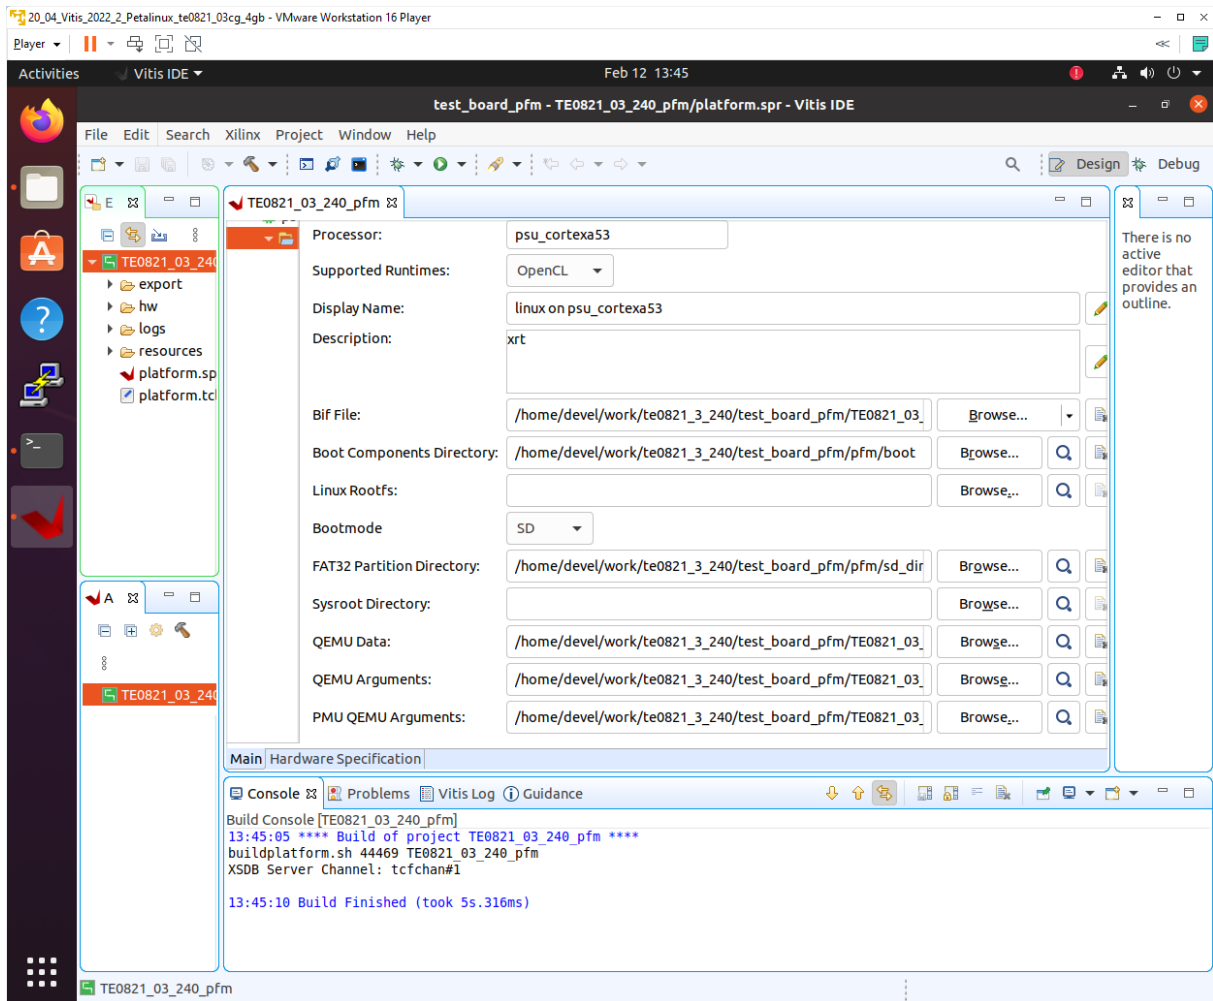 20_04_Vitis_2022_2_Petalinux_te0821_03cg_4gb - VMware Workstation 16 Player
Player
Activities Vitis IDE Feb 12 13:45
test_board_pfm - TE0821_03_240_pfm/platform.spr - Vitis IDE
File Edit Search Xilinx Project Window Help
Design Debug
E
TE0821_03_240
export
hw
logs
resources
platform.sp
platform.tcl
TE0821_03_240_pfm
Processor: psu_cortexa53
Supported Runtimes: OpenCL
Display Name: linux on psu_cortexa53
Description: xrt
Bif File: /home/devel/work/te0821_3_240/test_board_pfm/TE0821_03_ Browse...
Boot Components Directory: /home/devel/work/te0821_3_240/test_board_pfm/pfm/boot Browse...
Linux Rootfs: Browse...
Bootmode SD
FAT32 Partition Directory: /home/devel/work/te0821_3_240/test_board_pfm/pfm/sd_dir Browse...
Sysroot Directory: Browse...
QEMU Data: /home/devel/work/te0821_3_240/test_board_pfm/TE0821_03_ Browse...
QEMU Arguments: /home/devel/work/te0821_3_240/test_board_pfm/TE0821_03_ Browse...
PMU QEMU Arguments: /home/devel/work/te0821_3_240/test_board_pfm/TE0821_03_ Browse...
Main Hardware Specification
There is no
active
editor that
provides an
outline.
A
TE0821_03_240
Console Problems Vitis Log Guidance
Build Console [TE0821_03_240_pfm]
13:45:05 **** Build of project TE0821_03_240_pfm ****
buildplatform.sh 44469 TE0821_03_240_pfm
XSDB Server Channel: tcfchan#1
13:45:10 Build Finished (took 5s.316ms)
TE0821_03_240_pfm